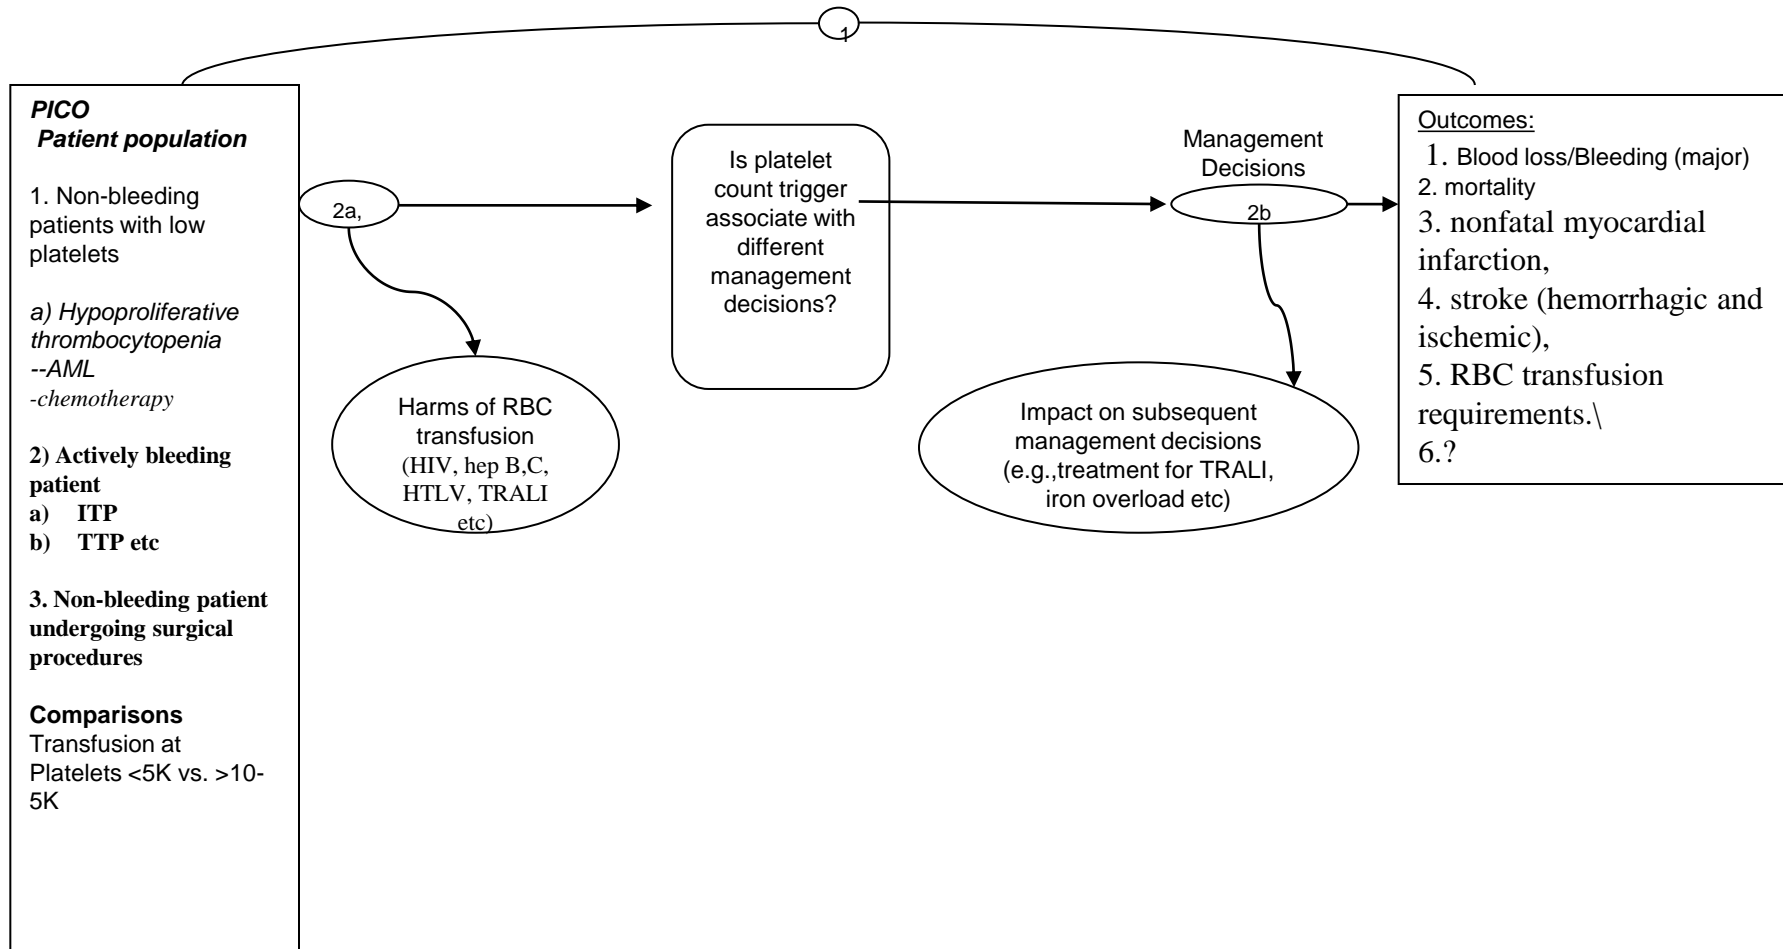 1
PICO
Patient population
1. Non-bleeding
patients with low
platelets
a) Hypoproliferative
thrombocytopenia
--AML
-chemotherapy
2) Actively bleeding
patient
a) ITP
b) TTP etc
3. Non-bleeding patient
undergoing surgical
procedures
Comparisons
Transfusion at
Platelets <5K vs. >10-
5K
2a,
Harms of RBC
transfusion
(HIV, hep B,C,
HTLV, TRALI
etc)
Is platelet
count trigger
associate with
different
management
decisions?
Management
Decisions
2b
Impact on subsequent
management decisions
(e.g.,treatment for TRALI,
iron overload etc)
Outcomes:
1. Blood loss/Bleeding (major)
2. mortality
3. nonfatal myocardial
infarction,
4. stroke (hemorrhagic and
ischemic),
5. RBC transfusion
requirements.\
6.?